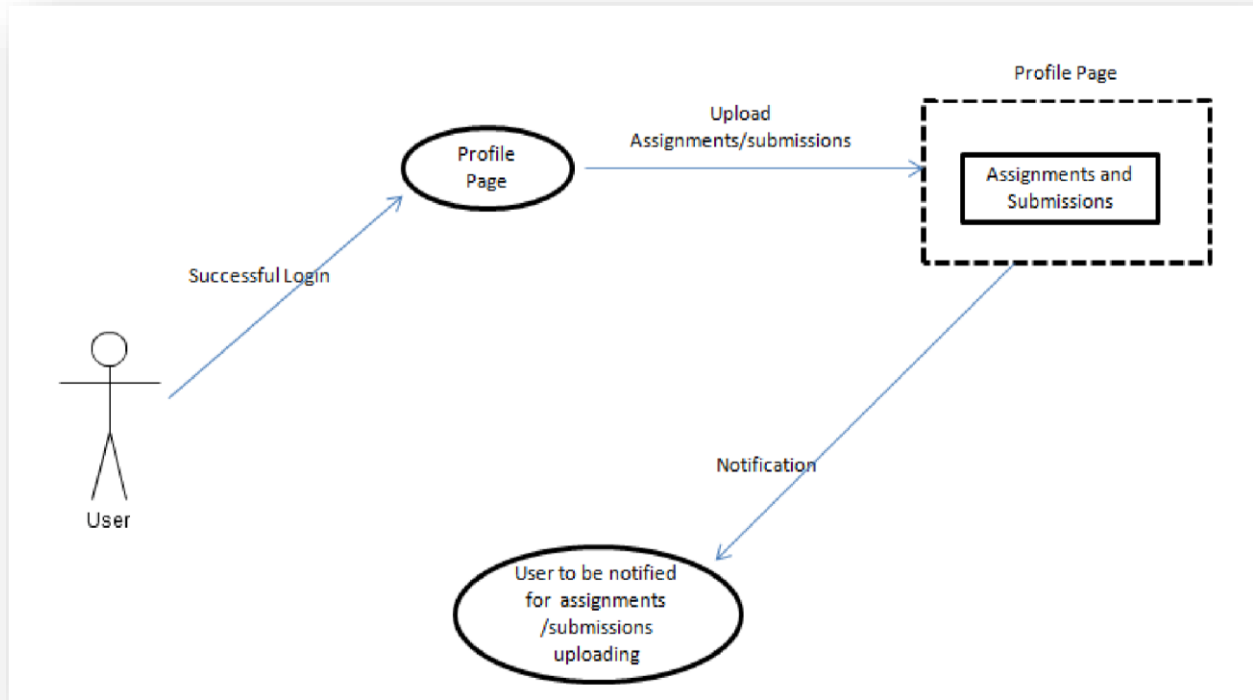 Profile Page
Upload
Assignments/submissions
Profile
Page
Assignments and
Submissions
Successful Login
User
Notification
User to be notified
for assignments
/submissions
uploading